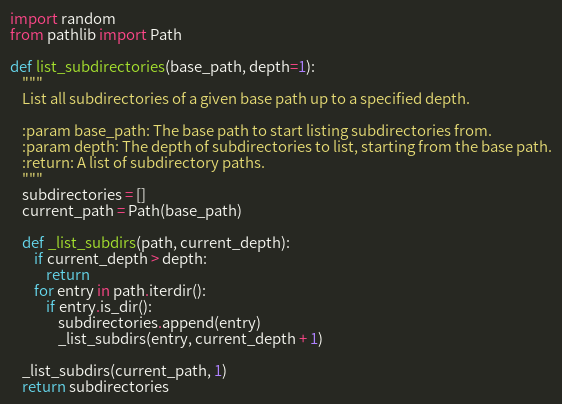 import random
from pathlib import Path

def list_subdirectories(base_path, depth=1):
    """
    List all subdirectories of a given base path up to a specified depth.

    :param base_path: The base path to start listing subdirectories from.
    :param depth: The depth of subdirectories to list, starting from the base path.
    :return: A list of subdirectory paths.
    """
    subdirectories = []
    current_path = Path(base_path)

    def _list_subdirs(path, current_depth):
        if current_depth > depth:
            return
        for entry in path.iterdir():
            if entry.is_dir():
                subdirectories.append(entry)
                _list_subdirs(entry, current_depth + 1)

    _list_subdirs(current_path, 1)
    return subdirectories